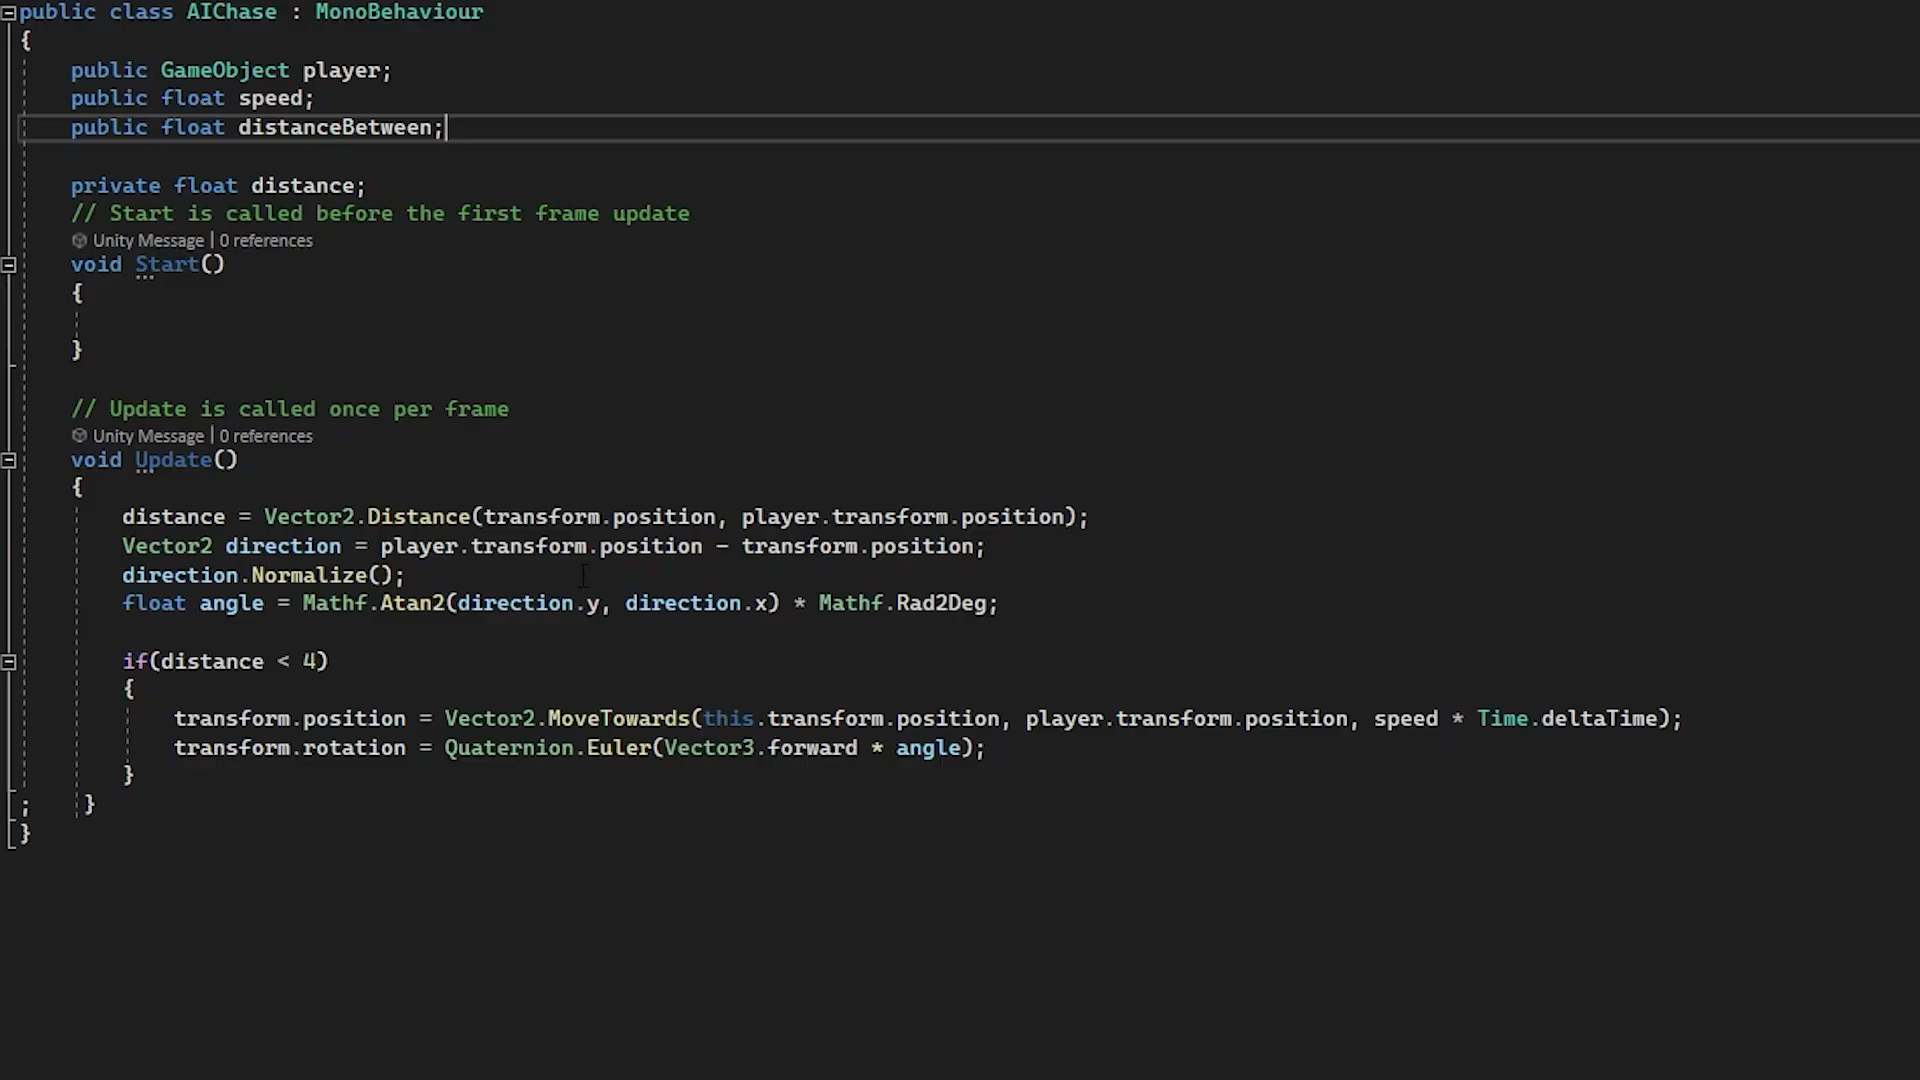 public class AIChase : MonoBehaviour
{
public GameObject player;
public float speed;
public float distanceBetween;
private float distance;
// Start is called before the first frame update
Unity Message | 0 references
void Start()
{
}
// Update is called once per frame
Unity Message | 0 references
void Update()
{
distance = Vector2.Distance(transform.position, player.transform.position);
Vector2 direction = player.transform.position - transform.position;
direction.Normalize();
float angle = Mathf.Atan2(direction.y, direction.x) * Mathf.Rad2Deg;
if(distance < 4)
{
transform.position = Vector2.MoveTowards(this.transform.position, player.transform.position, speed * Time.deltaTime);
transform.rotation = Quaternion.Euler(Vector3.forward * angle);
}
; }
}